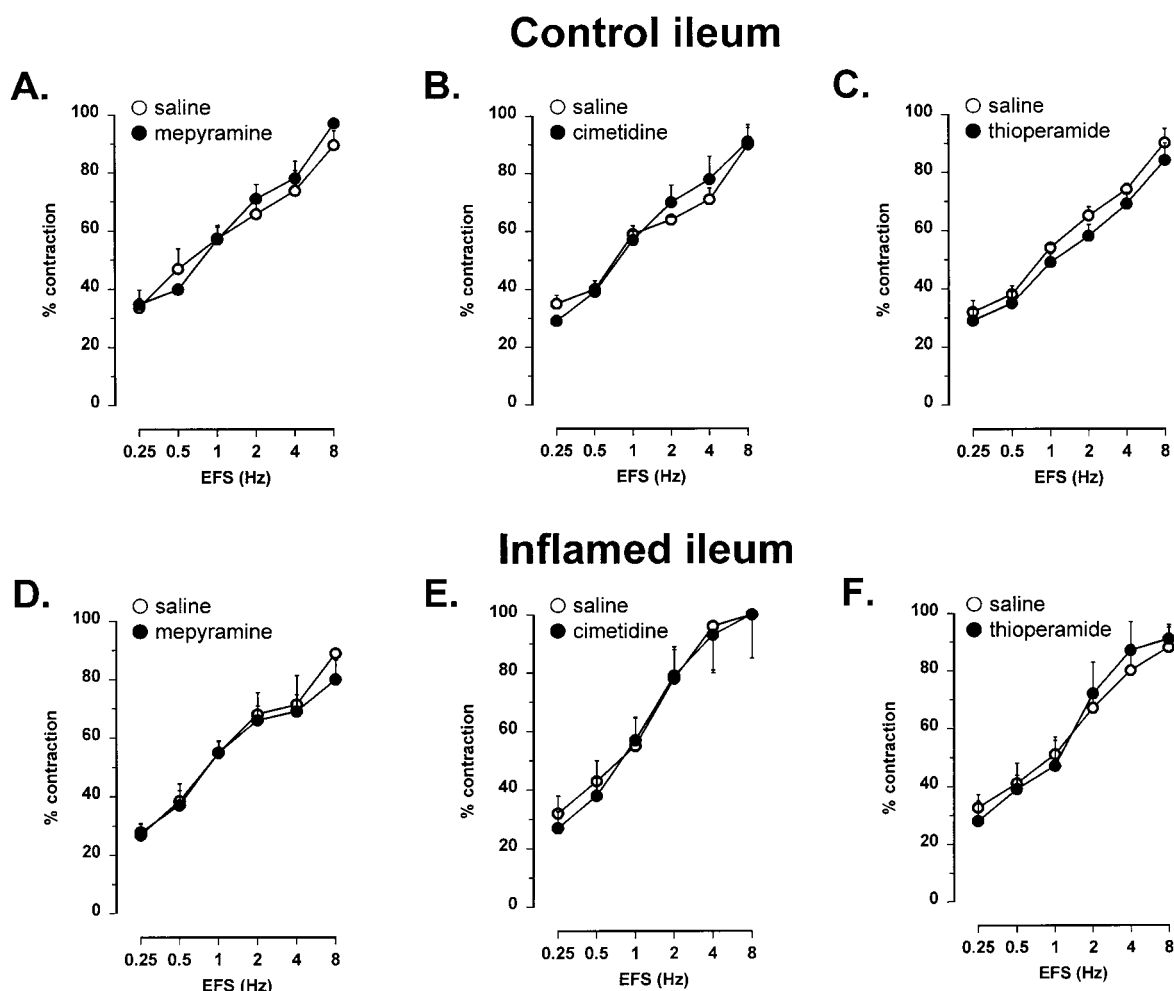 Control ileum
A.
saline
mepyramine
100
80
60
40
20
0
% contraction
0.25 0.5 1 2 4 8
EFS (Hz)
B.
saline
cimetidine
100
80
60
40
20
0
% contraction
0.25 0.5 1 2 4 8
EFS (Hz)
C.
saline
thioperamide
100
80
60
40
20
0
% contraction
0.25 0.5 1 2 4 8
EFS (Hz)
Inflamed ileum
D.
saline
mepyramine
100
80
60
40
20
0
% contraction
0.25 0.5 1 2 4 8
EFS (Hz)
E.
saline
cimetidine
100
80
60
40
20
0
% contraction
0.25 0.5 1 2 4 8
EFS (Hz)
F.
saline
thioperamide
100
80
60
40
20
0
% contraction
0.25 0.5 1 2 4 8
EFS (Hz)